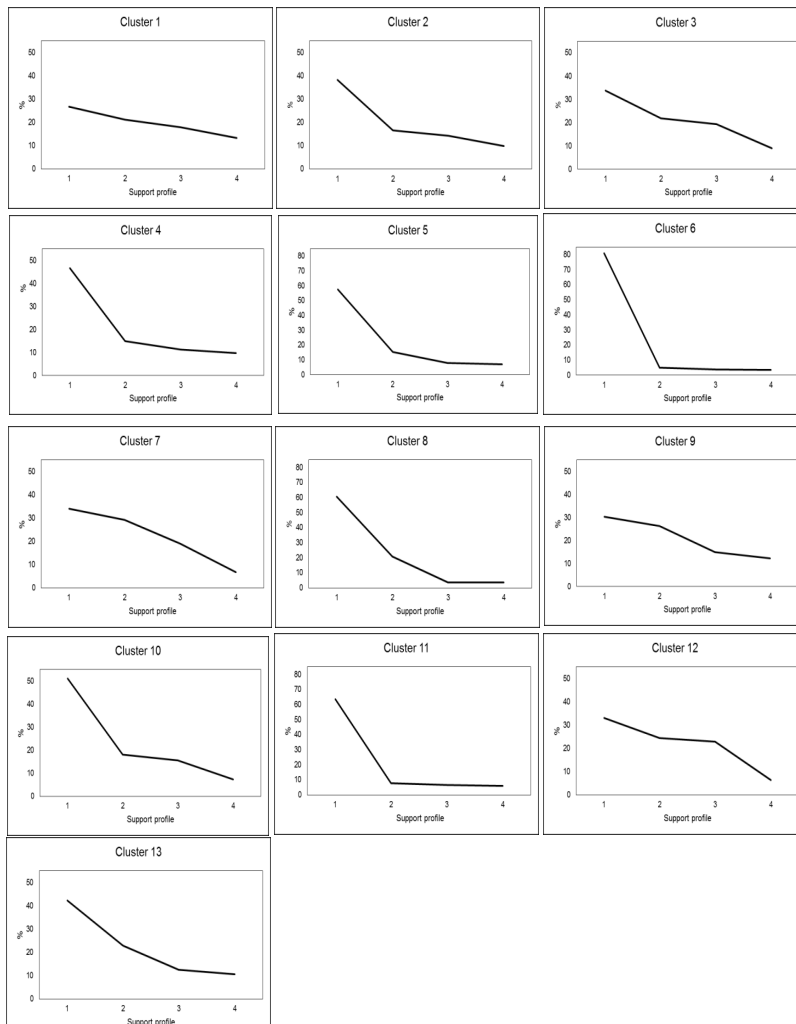 Cluster 1
50
40
30
20
10
0
%
1 2 3 4
Support profile
Cluster 2
50
40
30
20
10
0
%
1 2 3 4
Support profile
Cluster 3
50
40
30
20
10
0
%
1 2 3 4
Support profile
Cluster 4
50
40
30
20
10
0
%
1 2 3 4
Support profile
Cluster 5
80
70
60
50
40
30
20
10
0
%
1 2 3 4
Support profile
Cluster 6
80
70
60
50
40
30
20
10
0
%
1 2 3 4
Support profile
Cluster 7
50
40
30
20
10
0
%
1 2 3 4
Support profile
Cluster 8
80
70
60
50
40
30
20
10
0
%
1 2 3 4
Support profile
Cluster 9
50
40
30
20
10
0
%
1 2 3 4
Support profile
Cluster 10
50
40
30
20
10
0
%
1 2 3 4
Support profile
Cluster 11
80
70
60
50
40
30
20
10
0
%
1 2 3 4
Support profile
Cluster 12
50
40
30
20
10
0
%
1 2 3 4
Support profile
Cluster 13
50
40
30
20
10
0
%
1 2 3 4
Support profile